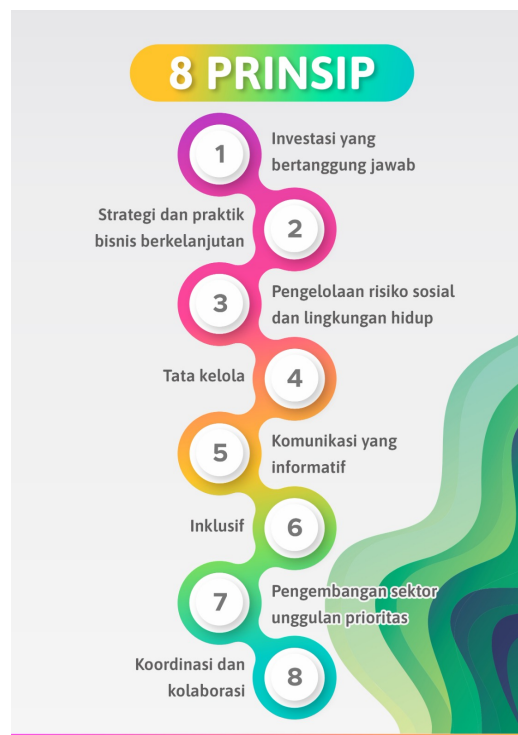 8 PRINSIP
1
Investasi yang
bertanggung jawab
Strategi dan praktik
bisnis berkelanjutan
2
3
Pengelolaan risiko sosial
dan lingkungan hidup
Tata kelola
4
5
Komunikasi yang
informatif
Inklusif
6
7
Pengembangan sektor
unggulan prioritas
Koordinasi dan
kolaborasi
8